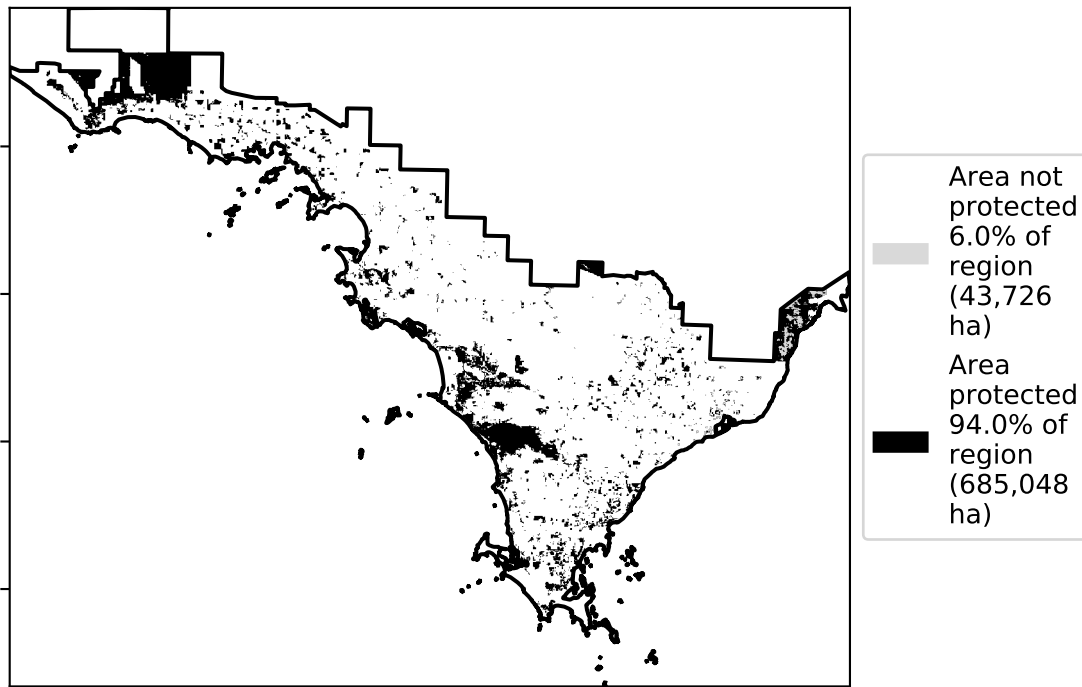 Area not
protected
6.0% of
region
(43,726
ha)
Area
protected
94.0% of
region
(685,048
ha)